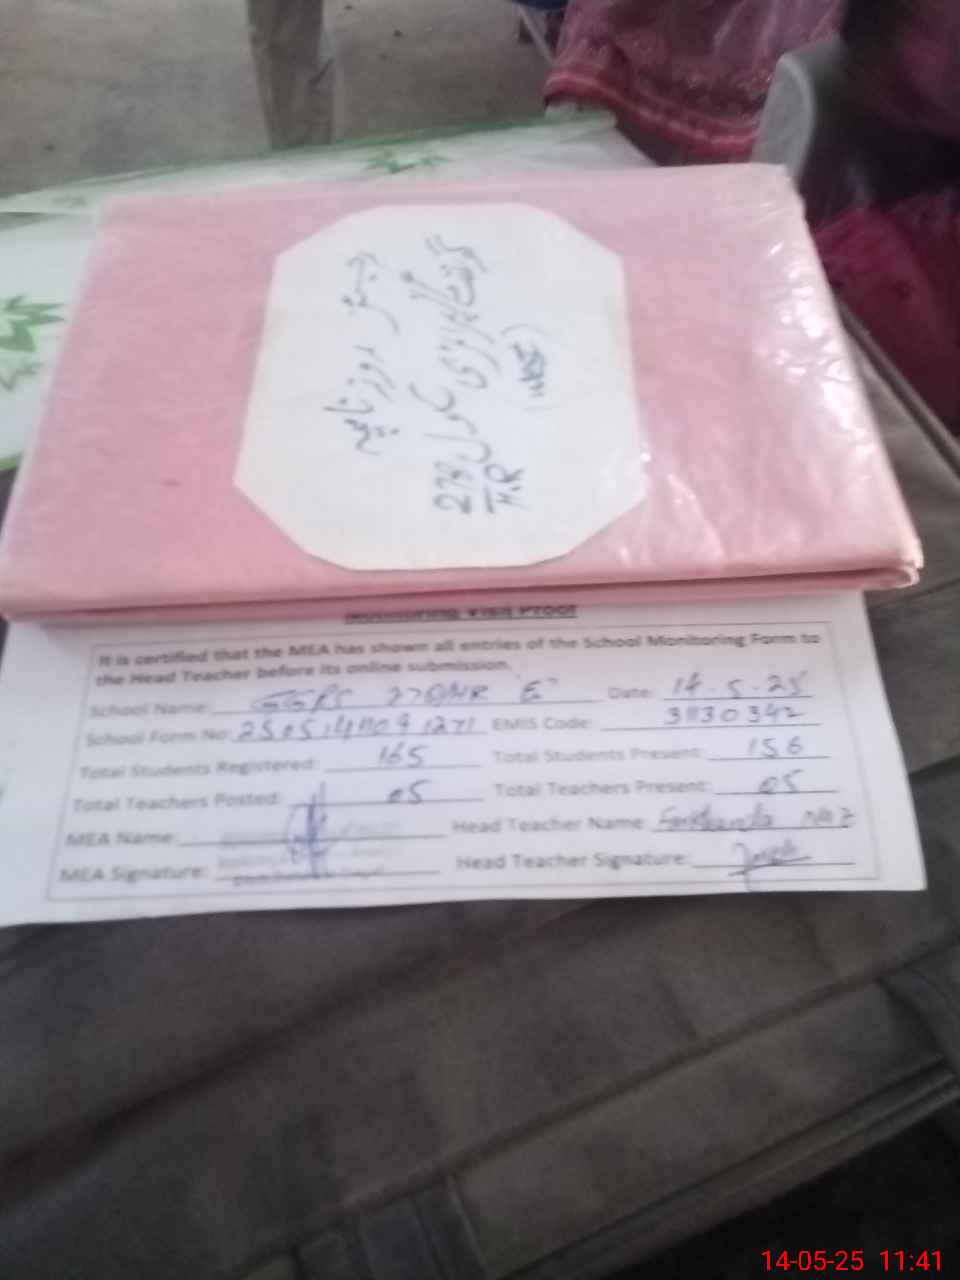 رجسٹر روزنامچہ
گورنمنٹ گرلز پرائمری سکول 278/H.R
Monitoring Visit Proof
It is certified that the MEA has shown all entries of the School Monitoring Form to
the Head Teacher before its online submission.
School Name: GGPS 278/HR "E" Date: 14-5-25
School Form No: EMIS Code: 31130342
Total Students Registered: 165 Total Students Present: 156
Total Teachers Posted: 05 Total Teachers Present: 05
MEA Name: Head Teacher Name: Farkhanda Naz
MEA Signature: Head Teacher Signature:
14-05-25 11:41